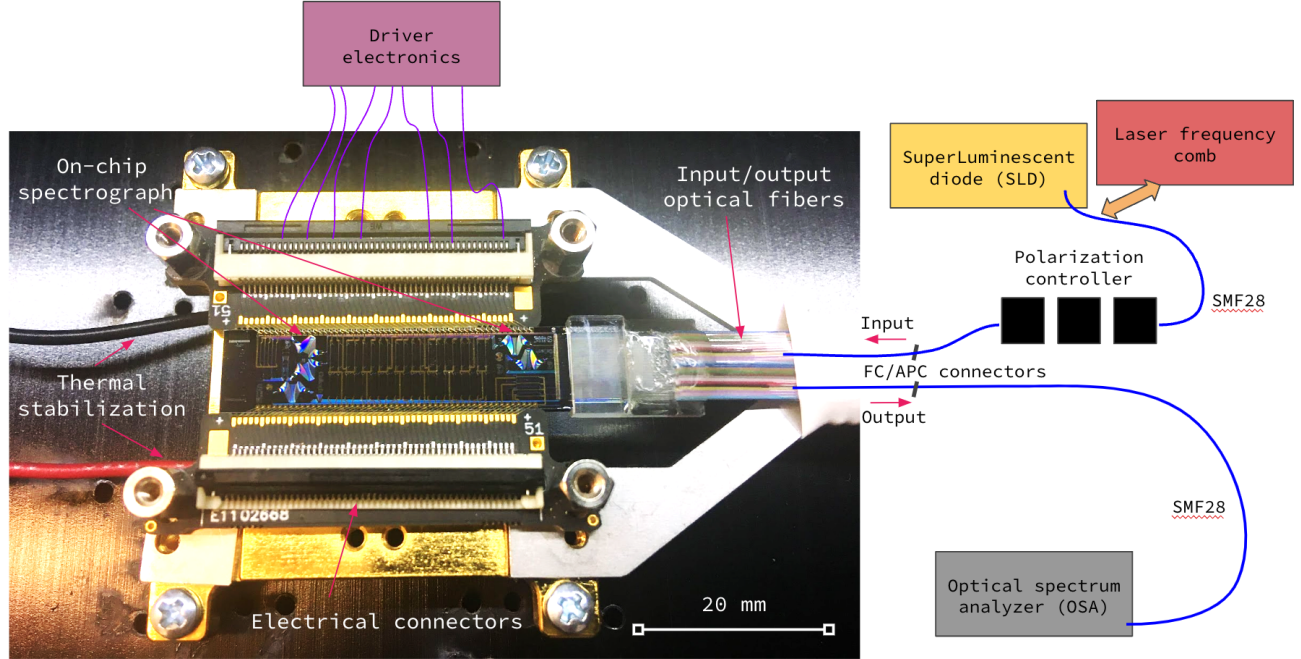 Driver
electronics
On-chip
spectrograph
Input/output
optical fibers
SuperLuminescent
diode (SLD)
Laser frequency
comb
Polarization
controller
SMF28
Input
FC/APC connectors
Output
51
Thermal
stabilization
51
E1102668
SMF28
Electrical connectors
20 mm
Optical spectrum
analyzer (OSA)